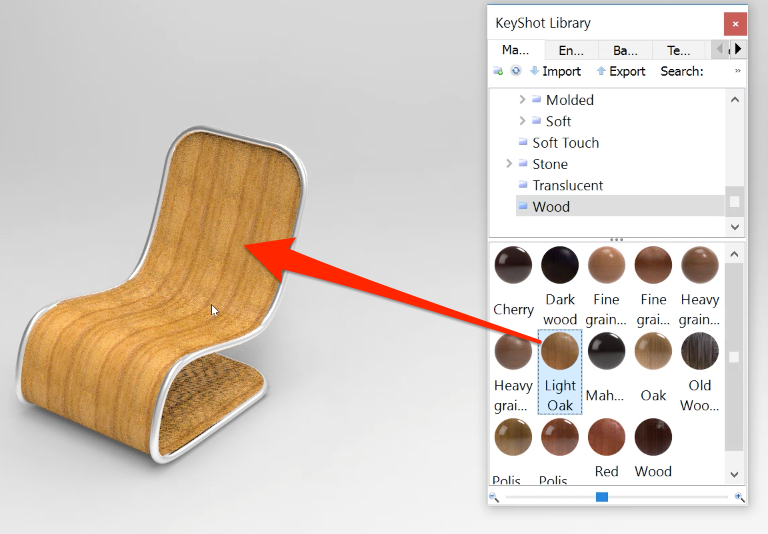 KeyShot Library
Ma... En... Ba... Te...
Import Export Search: »
Molded
Soft
Soft Touch
Stone
Translucent
Wood
Cherry Dark wood Fine grain... Fine grai... Heavy grain...
Heavy grai... Light Oak Mah... Oak Old Woo...
Polis Polis Red Wood